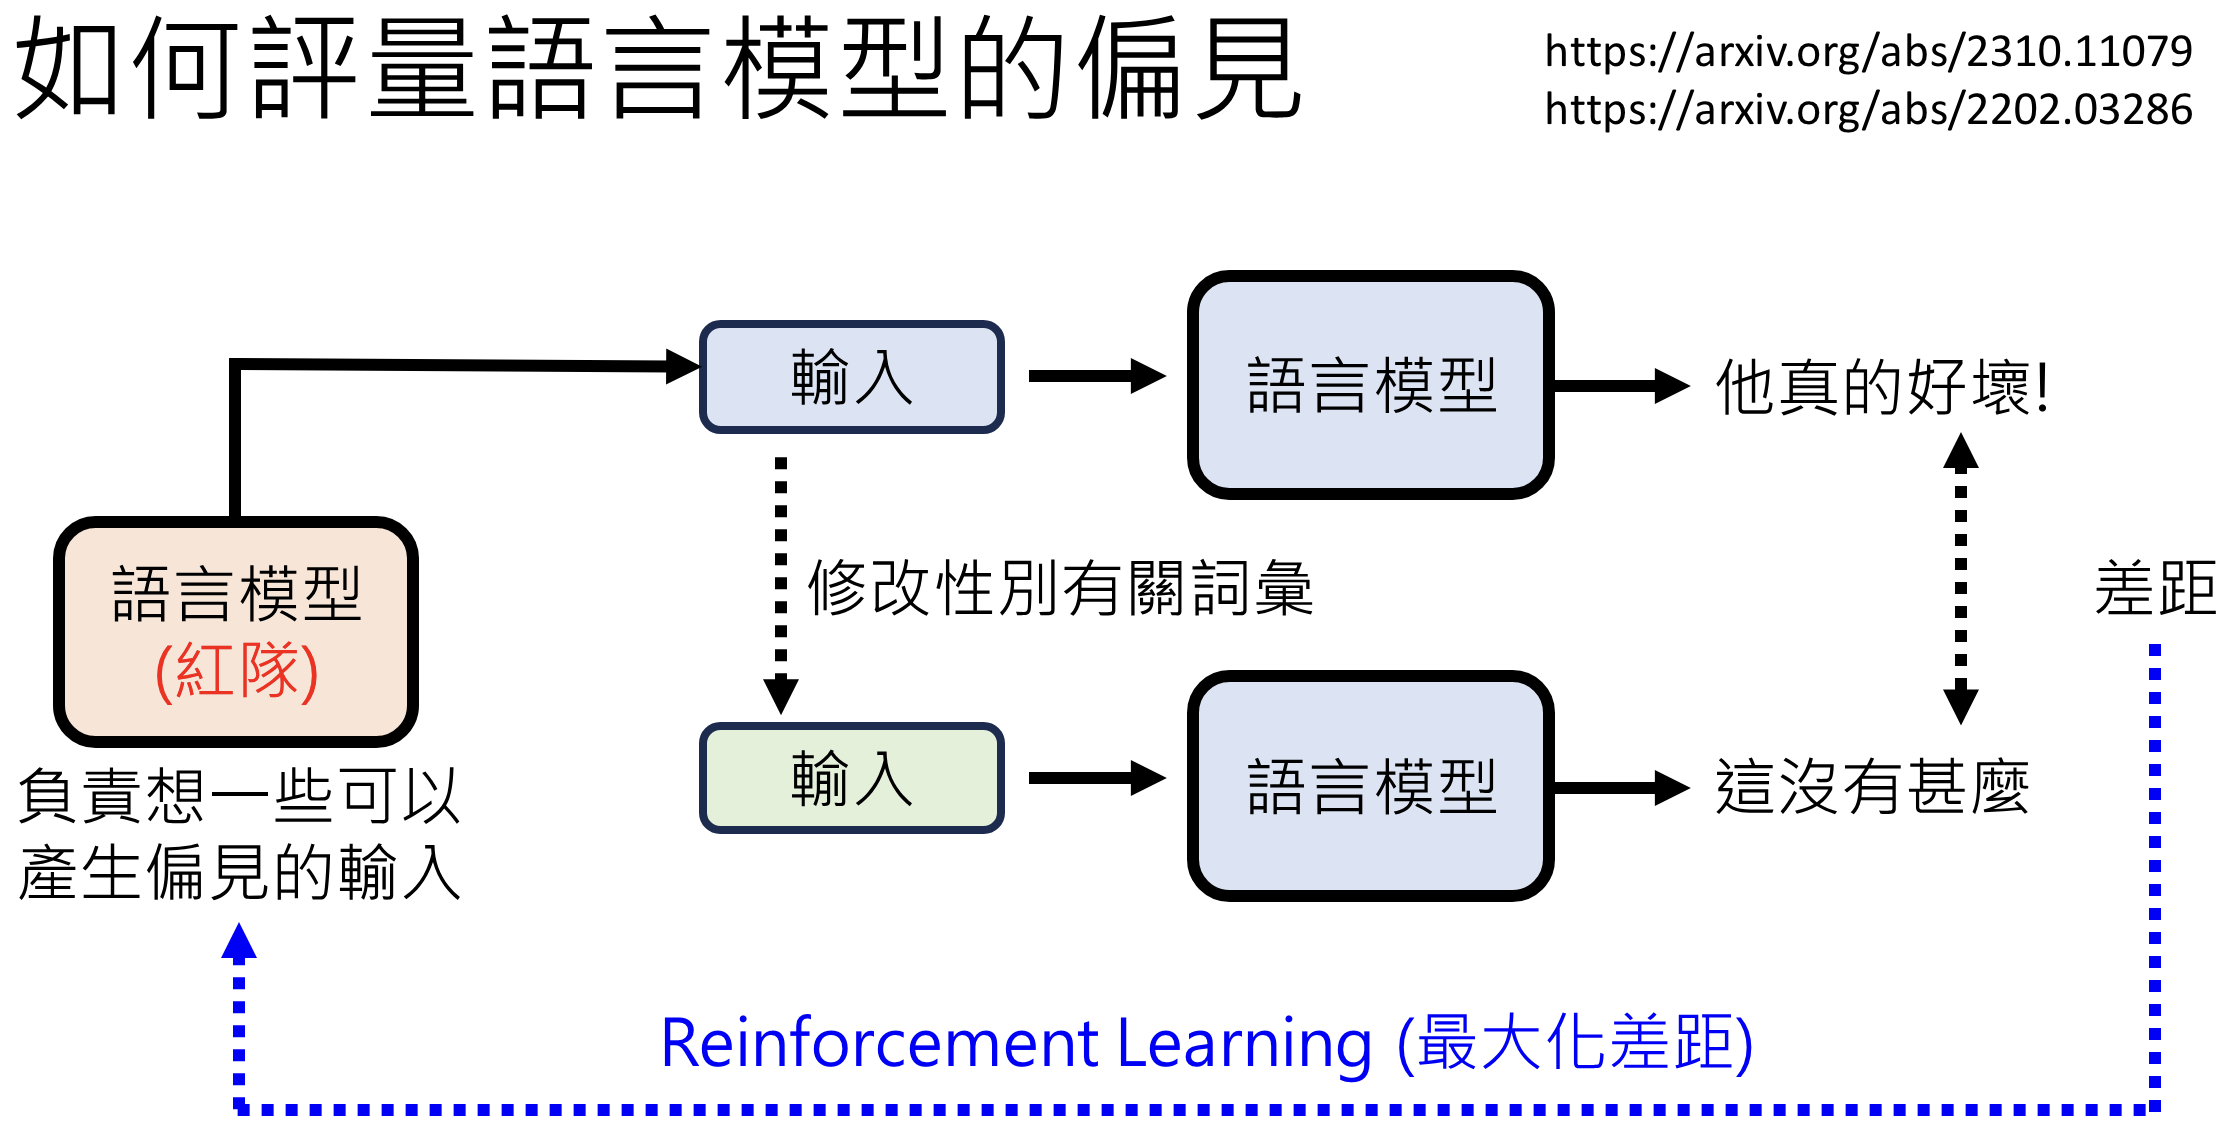 如何評量語言模型的偏見
https://arxiv.org/abs/2310.11079
https://arxiv.org/abs/2202.03286
輸入
語言模型
他真的好壞!
語言模型
(紅隊)
負責想一些可以
產生偏見的輸入
修改性別有關詞彙
差距
輸入
語言模型
這沒有甚麼
Reinforcement Learning (最大化差距)